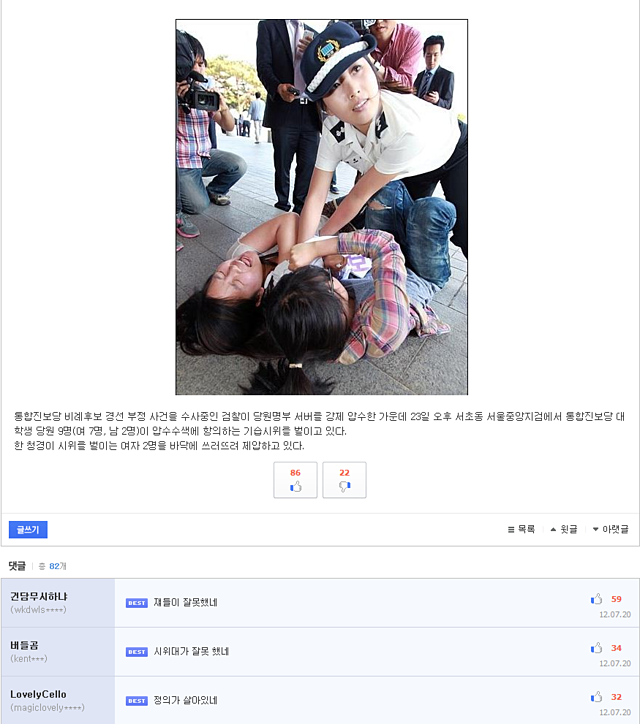 통합진보당 비례후보 경선 부정 사건을 수사중인 검찰이 당원명부 서버를 강제 압수한 가운데 23일 오후 서초동 서울중앙지검에서 통합진보당 대
학생 당원 9명(여 7명, 남 2명)이 압수수색에 항의하는 기습시위를 벌이고 있다.
한 청경이 시위를 벌이는 여자 2명을 바닥에 쓰러뜨려 제압하고 있다.
86 22
글쓰기 목록 윗글 아랫글
댓글 총 82개
건담무시하냐 BEST 쟤들이 잘못했네 59
(wkdwls****) 12.07.20
버들곰 BEST 시위대가 잘못 했네 34
(kent***) 12.07.20
LovelyCello BEST 정의가 살아있네 32
(magiclovely****) 12.07.20